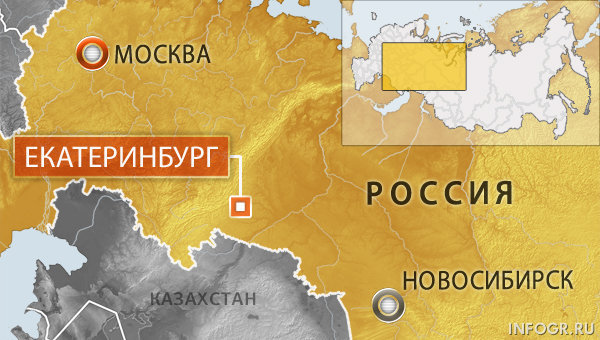 МОСКВА
ЕКАТЕРИНБУРГ
РОССИЯ
НОВОСИБИРСК
КАЗАХСТАН
INFOGR.RU